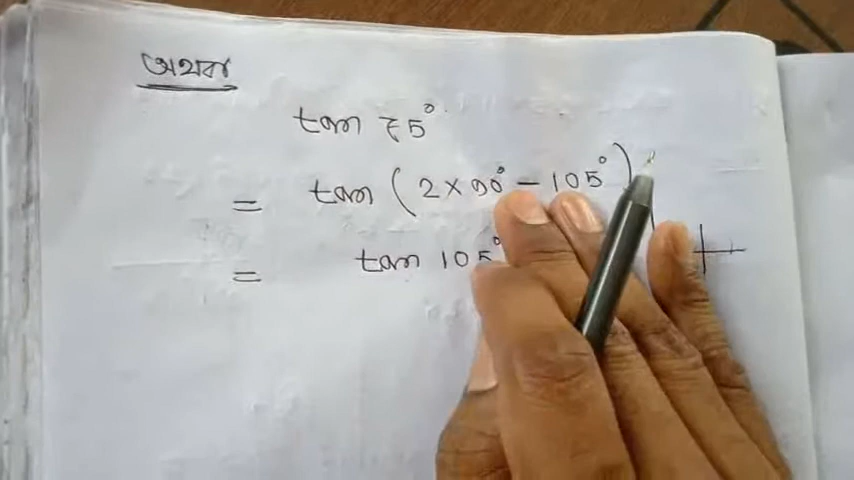 অথবা
tan 75°
= tan (2×90° − 105°)
= tan 105°